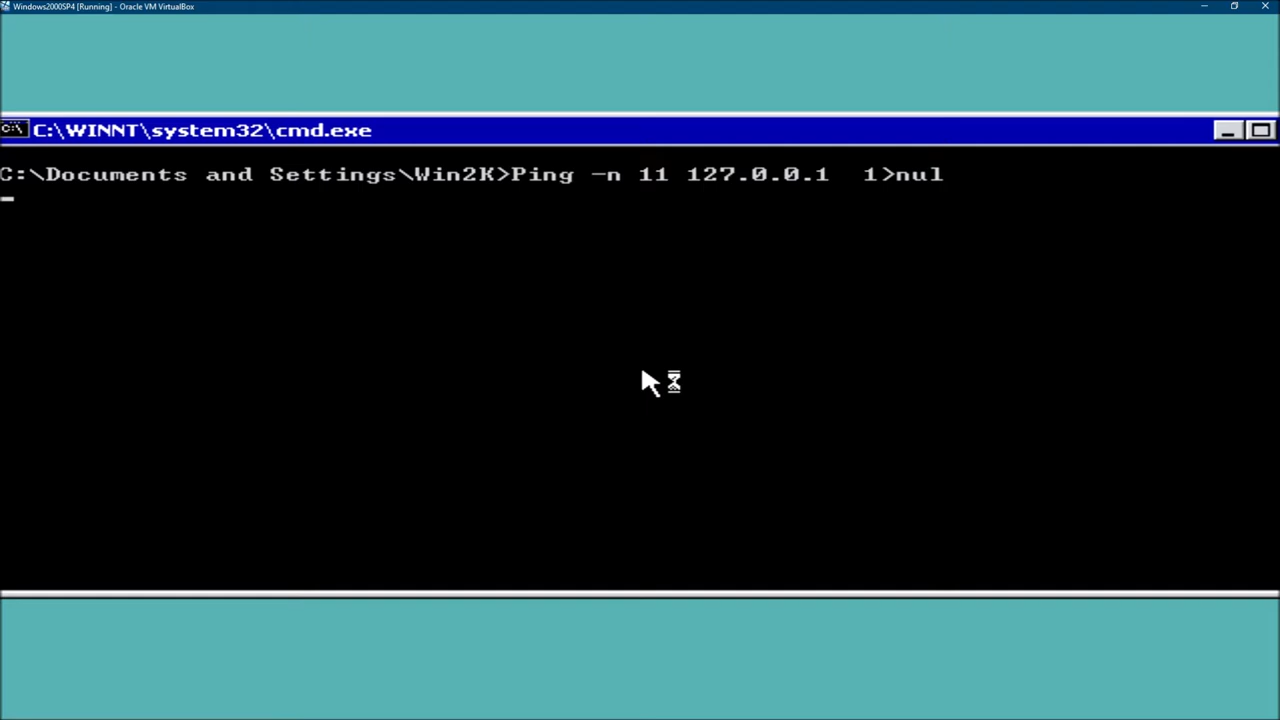 Windows2000SP4 [Running] - Oracle VM VirtualBox
C:\WINNT\system32\cmd.exe
C:\Documents and Settings\Win2K>Ping -n 11 127.0.0.1  1>nul